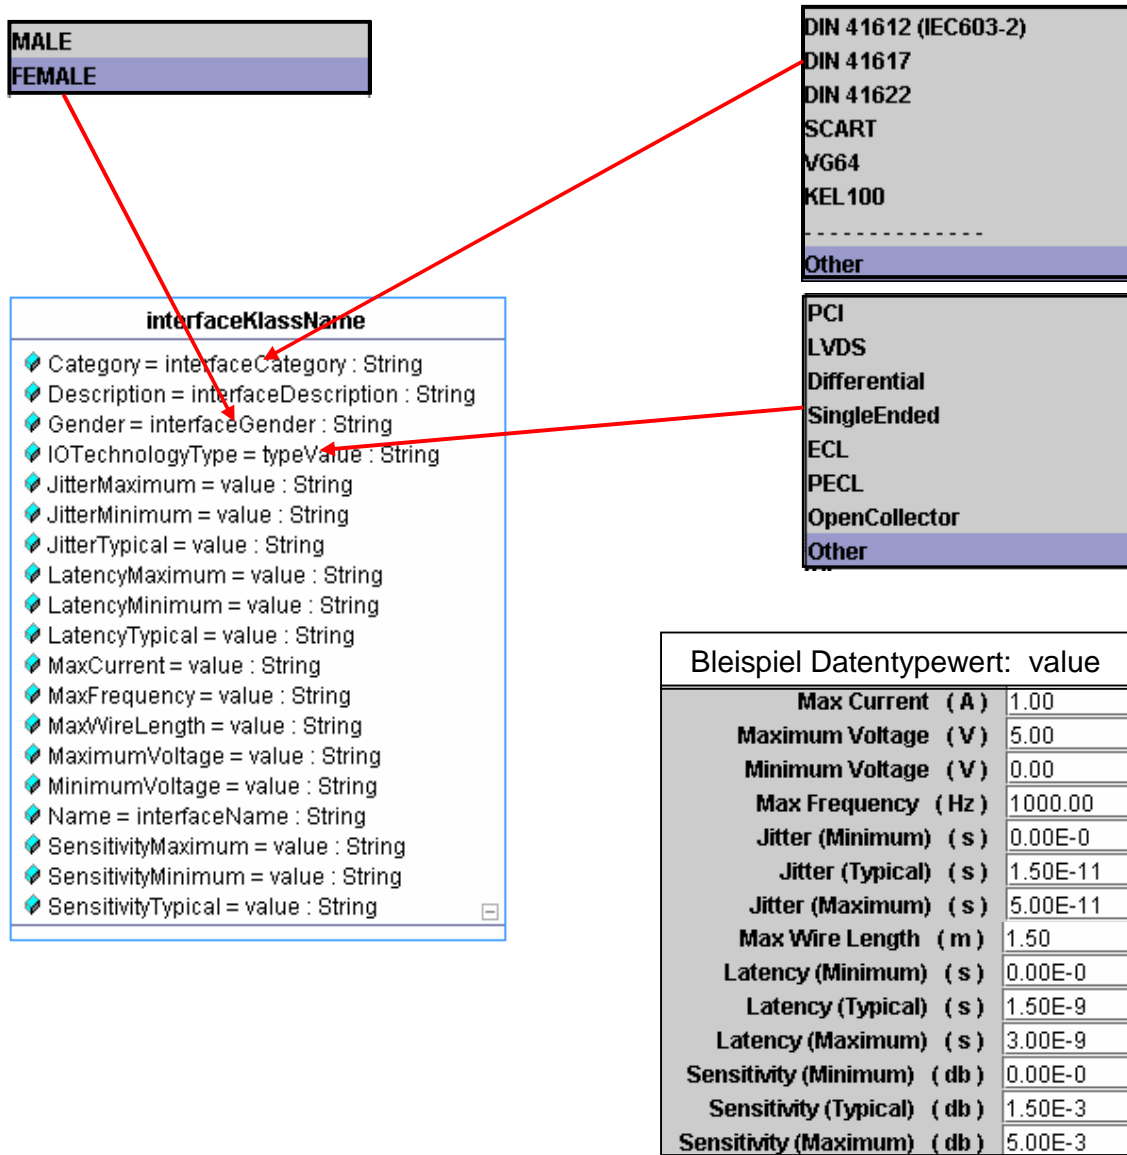 MALE
FEMALE
DIN 41612 (IEC603-2)
DIN 41617
DIN 41622
SCART
VG64
KEL100
- - - - - - - - - - - - - -
Other
interfaceKlassName
Category = interfaceCategory : String
Description = interfaceDescription : String
Gender = interfaceGender : String
IOTechnologyType = typeValue : String
JitterMaximum = value : String
JitterMinimum = value : String
JitterTypical = value : String
LatencyMaximum = value : String
LatencyMinimum = value : String
LatencyTypical = value : String
MaxCurrent = value : String
MaxFrequency = value : String
MaxWireLength = value : String
MaximumVoltage = value : String
MinimumVoltage = value : String
Name = interfaceName : String
SensitivityMaximum = value : String
SensitivityMinimum = value : String
SensitivityTypical = value : String
PCI
LVDS
Differential
SingleEnded
ECL
PECL
OpenCollector
Other
Bleispiel Datentypewert: value
Max Current ( A ) 1.00
Maximum Voltage ( V ) 5.00
Minimum Voltage ( V ) 0.00
Max Frequency ( Hz ) 1000.00
Jitter (Minimum) ( s ) 0.00E-0
Jitter (Typical) ( s ) 1.50E-11
Jitter (Maximum) ( s ) 5.00E-11
Max Wire Length ( m ) 1.50
Latency (Minimum) ( s ) 0.00E-0
Latency (Typical) ( s ) 1.50E-9
Latency (Maximum) ( s ) 3.00E-9
Sensitivity (Minimum) ( db ) 0.00E-0
Sensitivity (Typical) ( db ) 1.50E-3
Sensitivity (Maximum) ( db ) 5.00E-3